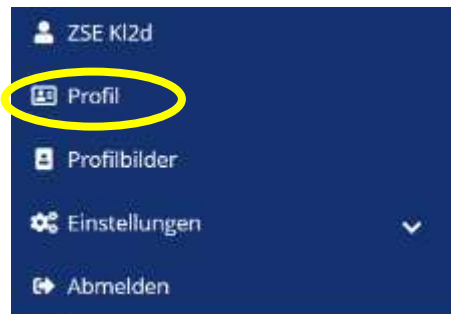 ZSE Kl2d
Profil
Profilbilder
Einstellungen
Abmelden